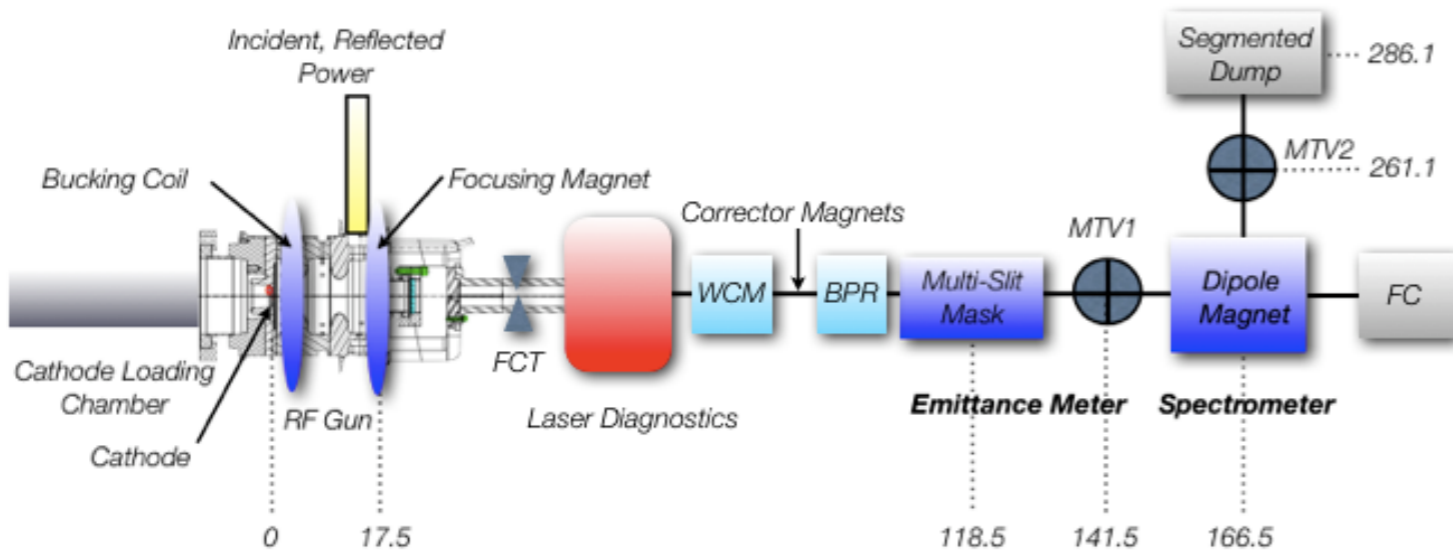 Incident, Reflected
Power
Segmented
Dump
286.1
Bucking Coil
Focusing Magnet
MTV2
261.1
Corrector Magnets
MTV1
WCM
BPR
Multi-Slit
Mask
Dipole
Magnet
FC
FCT
Cathode Loading
Chamber
RF Gun
Laser Diagnostics
Emittance Meter
Spectrometer
Cathode
0
17.5
118.5
141.5
166.5